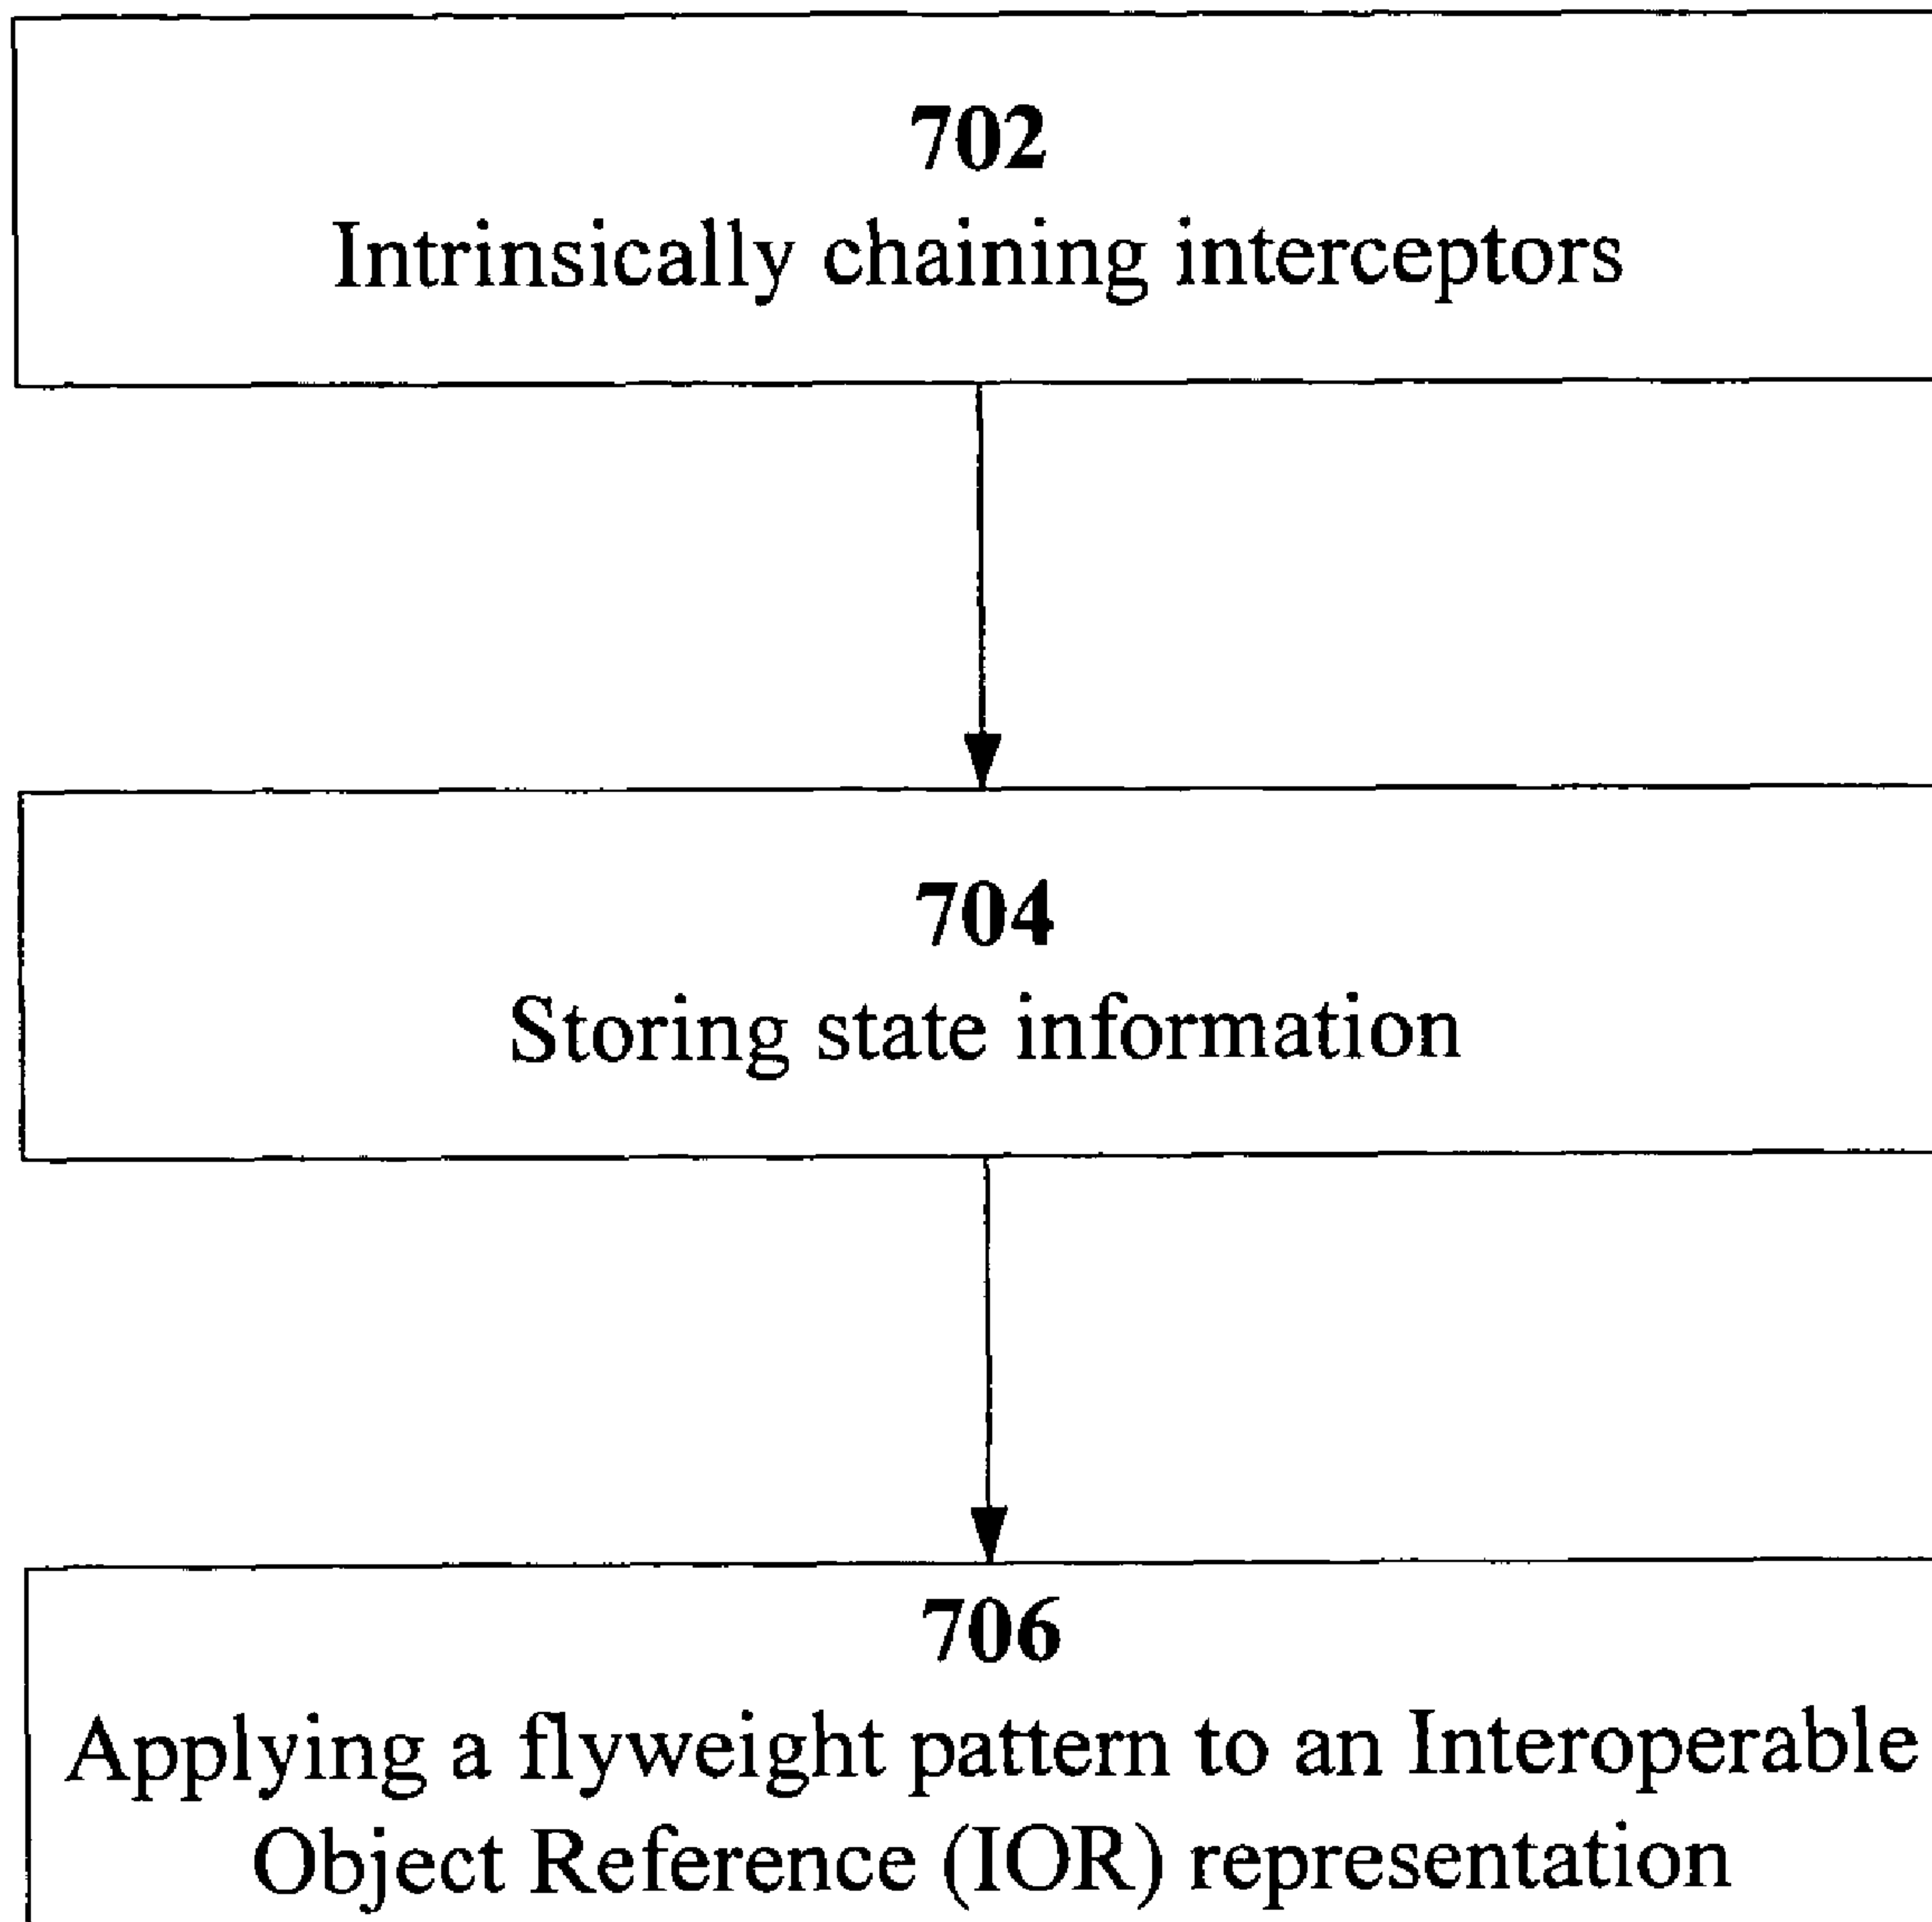 702
Intrinsically chaining interceptors
704
Storing state information
706
Applying a flyweight pattern to an Interoperable
Object Reference (IOR) representation